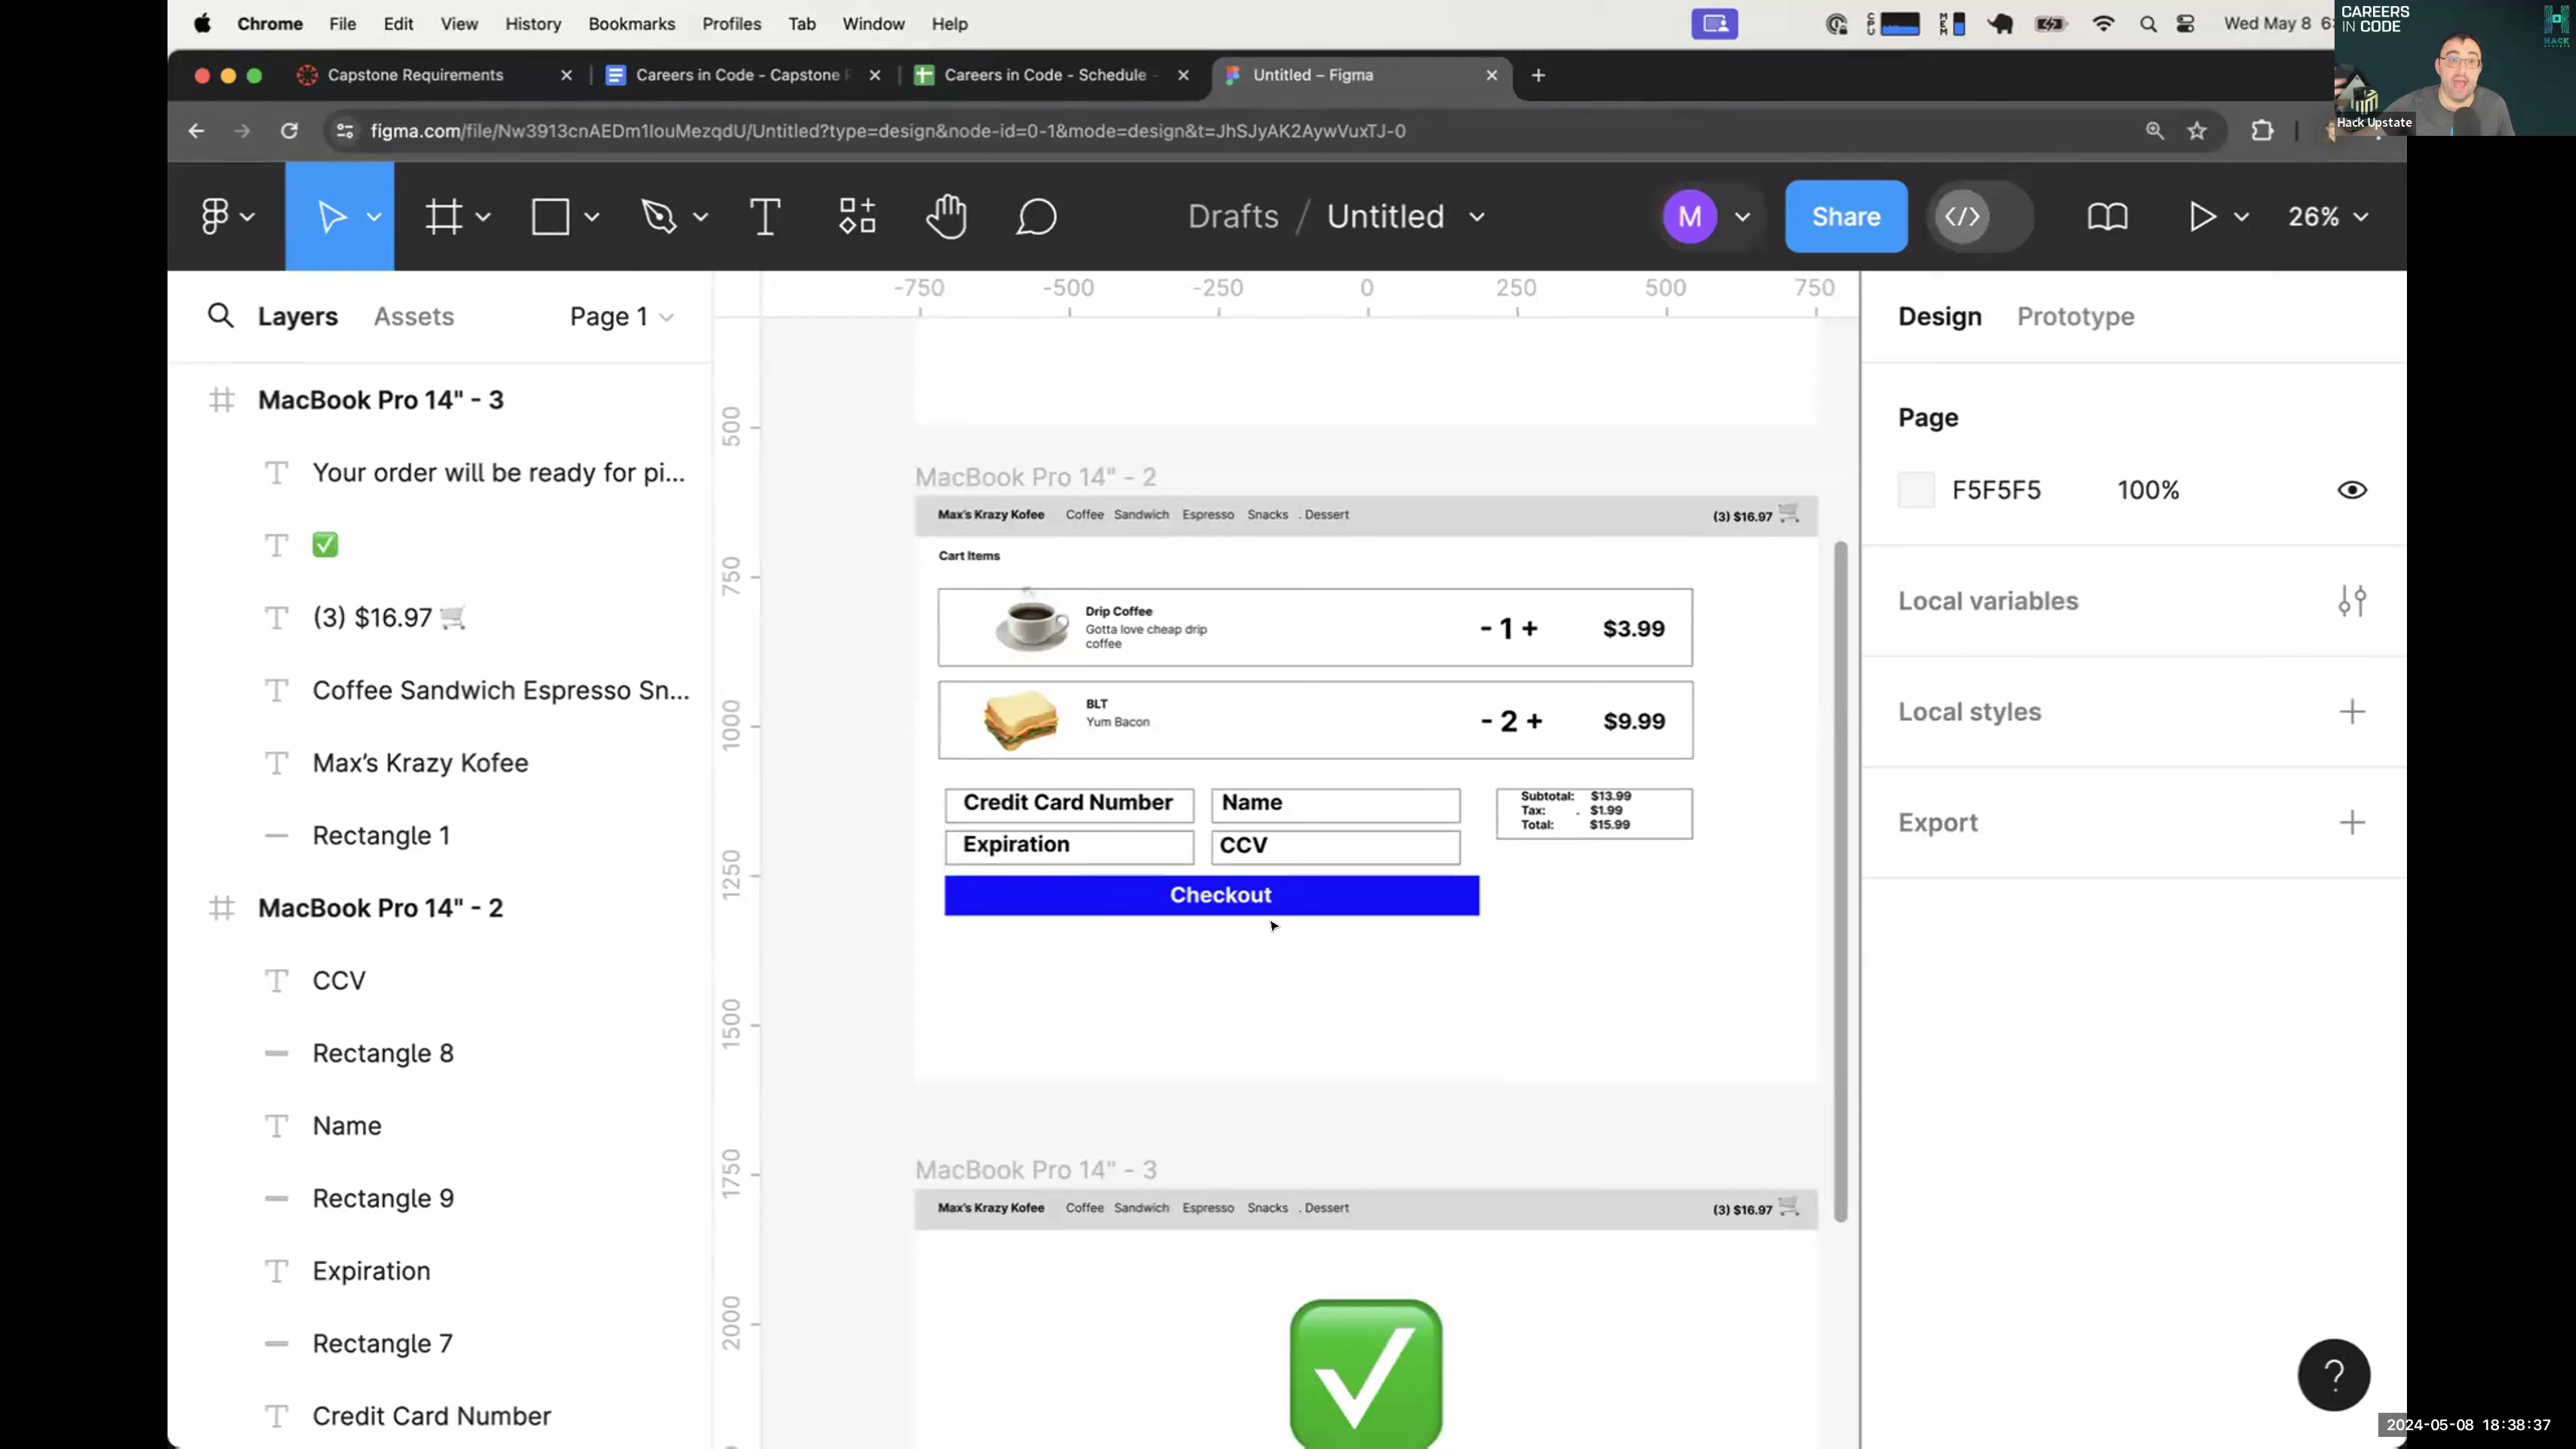 Chrome File Edit View History Bookmarks Profiles Tab Window Help
CPU MEM Wed May 8 6:
CAREERS
IN CODE
HACK
Hack Upstate
Capstone Requirements
Careers in Code - Capstone
Careers in Code - Schedule -
Untitled – Figma
figma.com/file/Nw3913cnAEDm1IouMezqdU/Untitled?type=design&node-id=0-1&mode=design&t=JhSJyAK2AywVuxTJ-0
Drafts / Untitled
M
Share
26%
Layers Assets Page 1
MacBook Pro 14" - 3
Your order will be ready for pi...
✅
(3) $16.97 🛒
Coffee Sandwich Espresso Sn...
Max’s Krazy Kofee
Rectangle 1
MacBook Pro 14" - 2
CCV
Rectangle 8
Name
Rectangle 9
Expiration
Rectangle 7
Credit Card Number
-750 -500 -250 0 250 500 750
500
750
1000
1250
1500
1750
2000
MacBook Pro 14" - 2
Max’s Krazy Kofee Coffee Sandwich Espresso Snacks . Dessert (3) $16.97 🛒
Cart Items
Drip Coffee
Gotta love cheap drip
coffee
- 1 + $3.99
BLT
Yum Bacon
- 2 + $9.99
Credit Card Number Name
Expiration CCV
Checkout
Subtotal: $13.99
Tax: . $1.99
Total: $15.99
MacBook Pro 14" - 3
Max’s Krazy Kofee Coffee Sandwich Espresso Snacks . Dessert (3) $16.97 🛒
✅
Design Prototype
Page
F5F5F5 100%
Local variables
Local styles
Export
?
2024-05-08 18:38:37